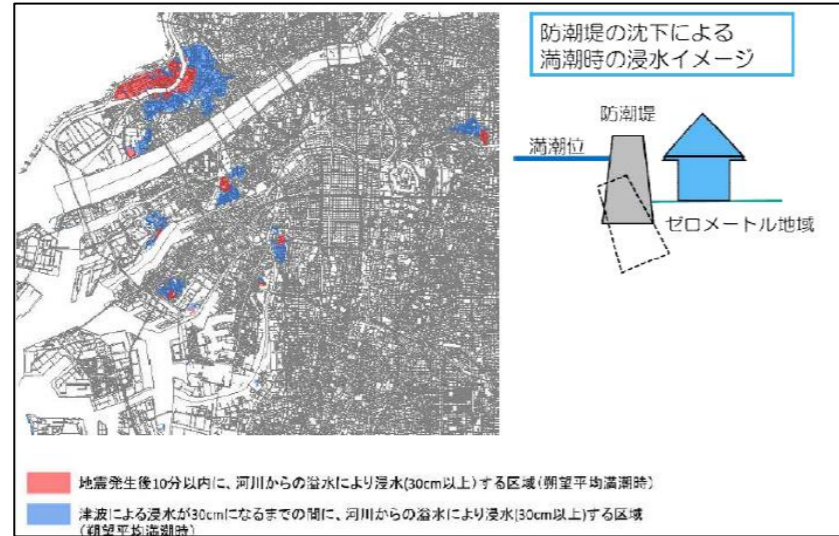 防潮堤の沈下による
満潮時の浸水イメージ
防潮堤
満潮位
ゼロメートル地域
地震発生後10分以内に、河川からの溢水により浸水(30cm以上)する区域(朔望平均満潮時)
津波による浸水が30cmになるまでの間に、河川からの溢水により浸水(30cm以上)する区域
(朔望平均満潮時)